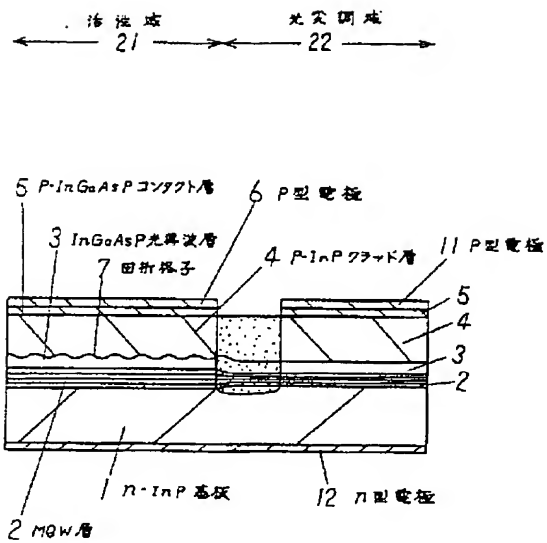 活性域
21
光変調域
22
5 P-InGaAsPコンタクト層
6 P型電極
3 InGaAsP光導波層
7 回折格子
4 P-InPクラッド層
11 P型電極
5
4
3
2
1 n-InP基板
12 n型電極
2 MQW層